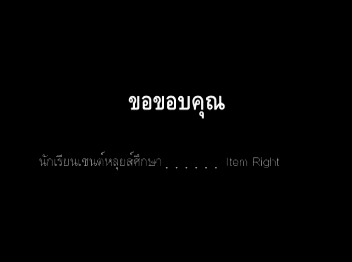 ขอขอบคุณ
นักเรียนเซนต์หลุยส์ศึกษา . . . . . . Item Right